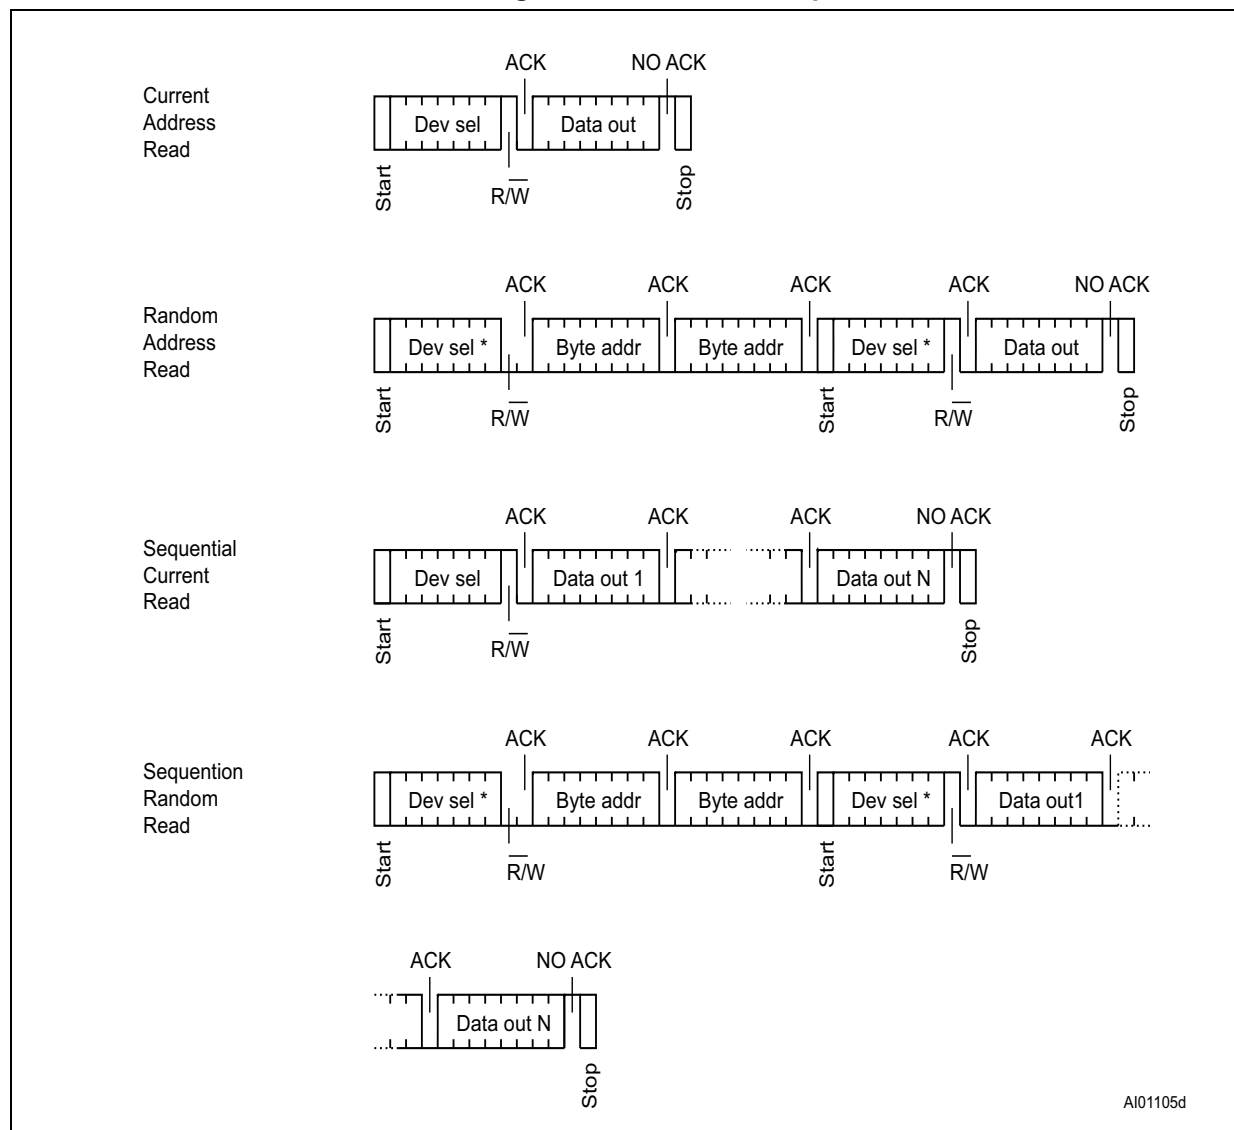 ACK NO ACK
Current
Address
Read
Dev sel Data out
Start R/W Stop
ACK ACK ACK ACK NO ACK
Random
Address
Read
Dev sel * Byte addr Byte addr Dev sel * Data out
Start R/W Start R/W Stop
ACK ACK ACK NO ACK
Sequential
Current
Read
Dev sel Data out 1 Data out N
Start R/W Stop
ACK ACK ACK ACK ACK
Sequention
Random
Read
Dev sel * Byte addr Byte addr Dev sel * Data out1
Start R/W Start R/W
ACK NO ACK
Data out N
Stop
AI01105d